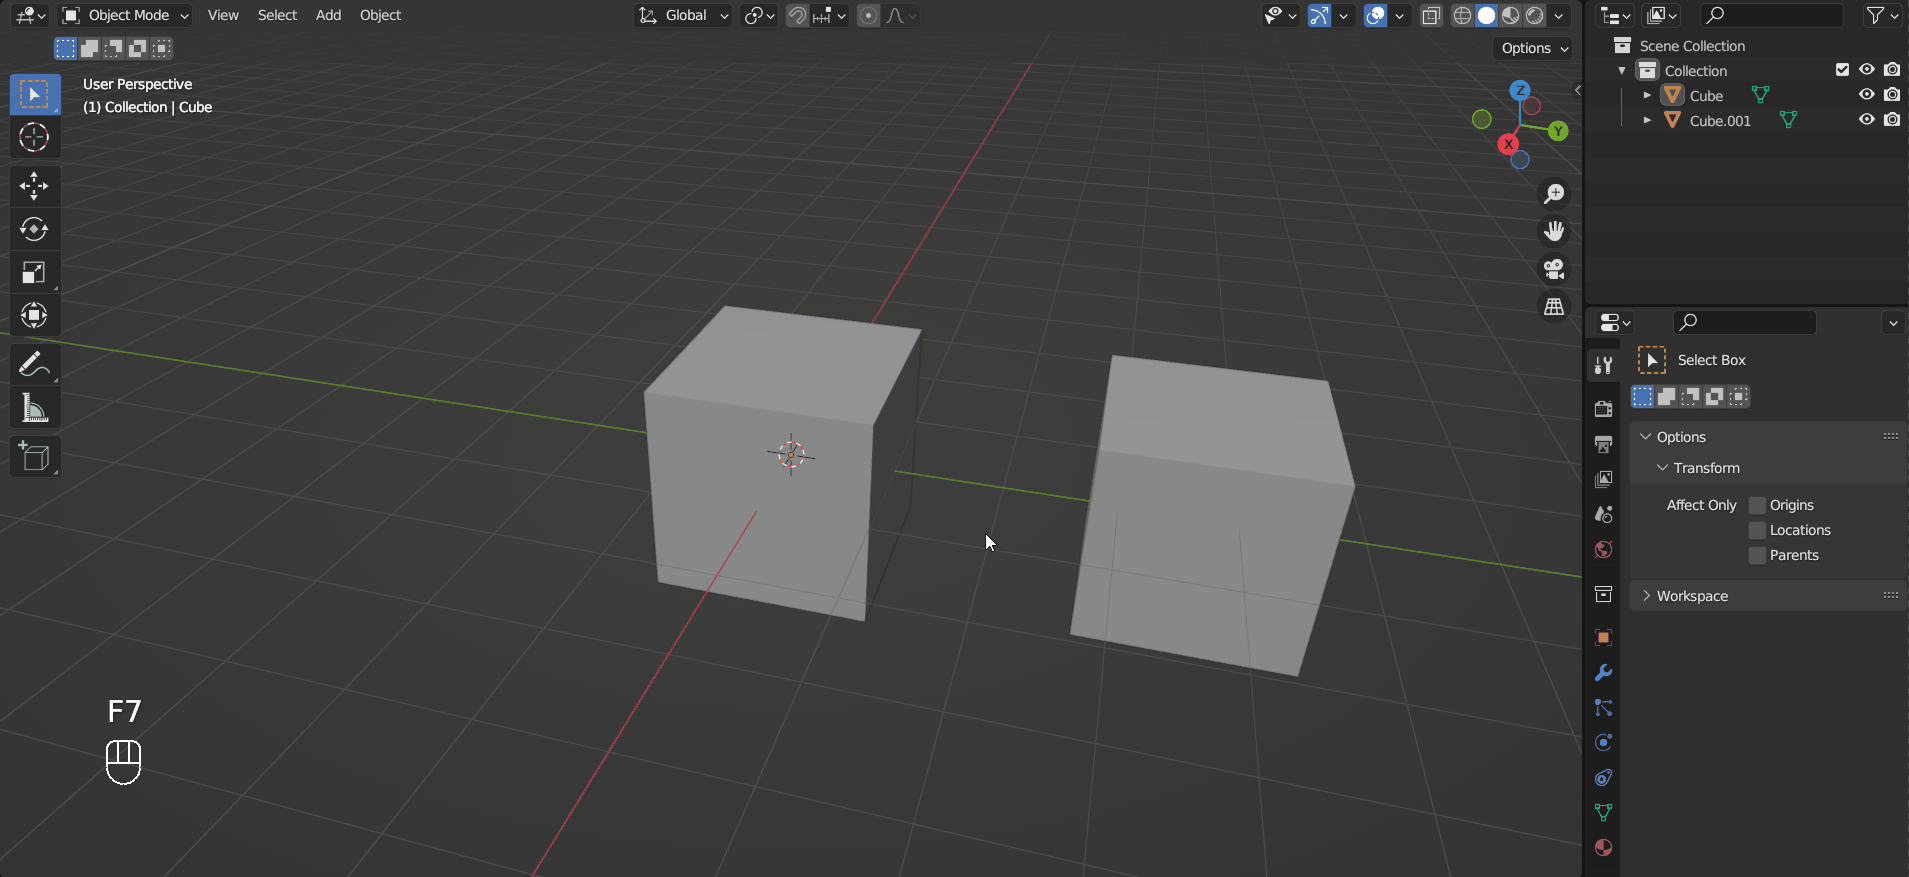 Object Mode View Select Add Object Global
Options
User Perspective
(1) Collection | Cube
Z
Y
X
F7
Scene Collection
Collection
Cube
Cube.001
Select Box
Options
Transform
Affect Only Origins
Locations
Parents
Workspace